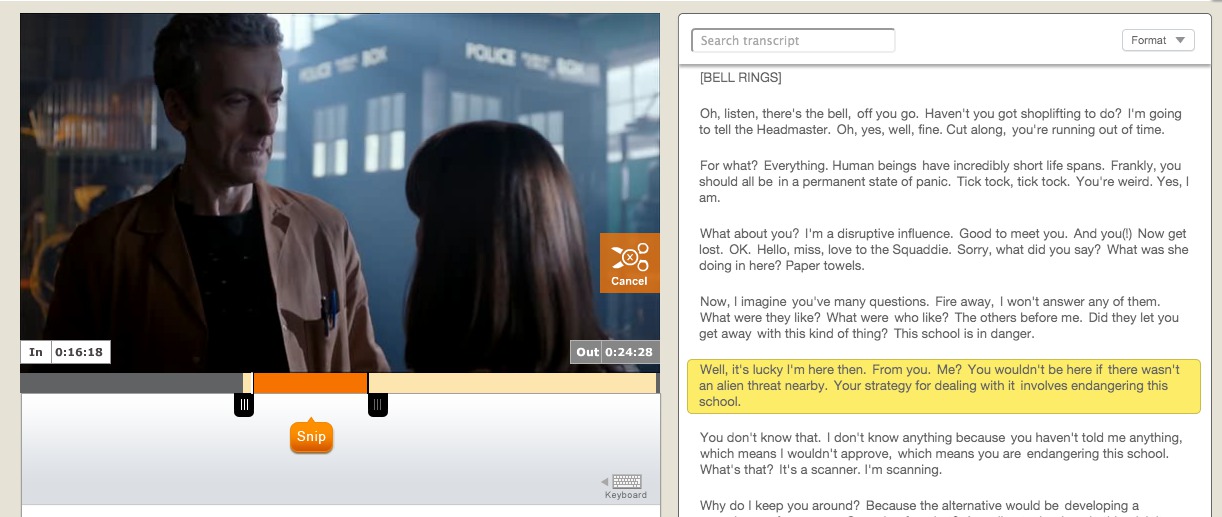 POLICE BOX
POLICE BOX
Cancel
In 0:16:18
Out 0:24:28
Snip
Keyboard
Search transcript
Format
[BELL RINGS]
Oh, listen, there's the bell, off you go. Haven't you got shoplifting to do? I'm going
to tell the Headmaster. Oh, yes, well, fine. Cut along, you're running out of time.
For what? Everything. Human beings have incredibly short life spans. Frankly, you
should all be in a permanent state of panic. Tick tock, tick tock. You're weird. Yes, I
am.
What about you? I'm a disruptive influence. Good to meet you. And you(!) Now get
lost. OK. Hello, miss, love to the Squaddie. Sorry, what did you say? What was she
doing in here? Paper towels.
Now, I imagine you've many questions. Fire away, I won't answer any of them.
What were they like? What were who like? The others before me. Did they let you
get away with this kind of thing? This school is in danger.
Well, it's lucky I'm here then. From you. Me? You wouldn't be here if there wasn't
an alien threat nearby. Your strategy for dealing with it involves endangering this
school.
You don't know that. I don't know anything because you haven't told me anything,
which means I wouldn't approve, which means you are endangering this school.
What's that? It's a scanner. I'm scanning.
Why do I keep you around? Because the alternative would be developing a